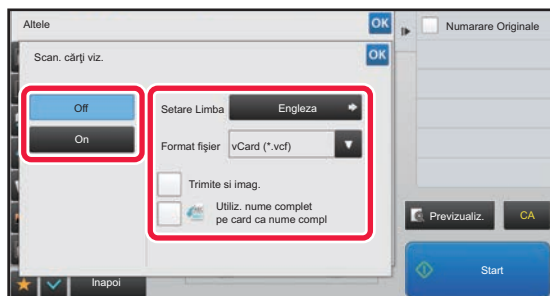 Altele
OK
Numarare Originale
Scan. cărţi viz.
OK
Off
On
Setare Limba
Engleza
Format fişier
vCard (*.vcf)
Trimite si imag.
Utiliz. nume complet
pe card ca nume compl
Previzualiz.
CA
Start
Inapoi